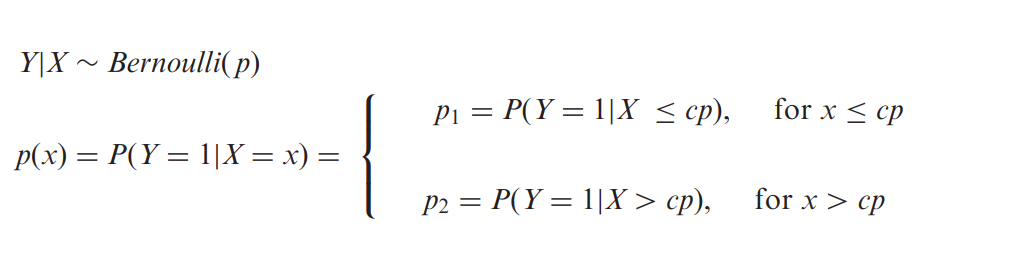 Y|X ~ Bernoulli(p)
p₁ = P(Y = 1|X ≤ cp), for x ≤ cp
p(x) = P(Y = 1|X = x) = {
p₂ = P(Y = 1|X > cp), for x > cp